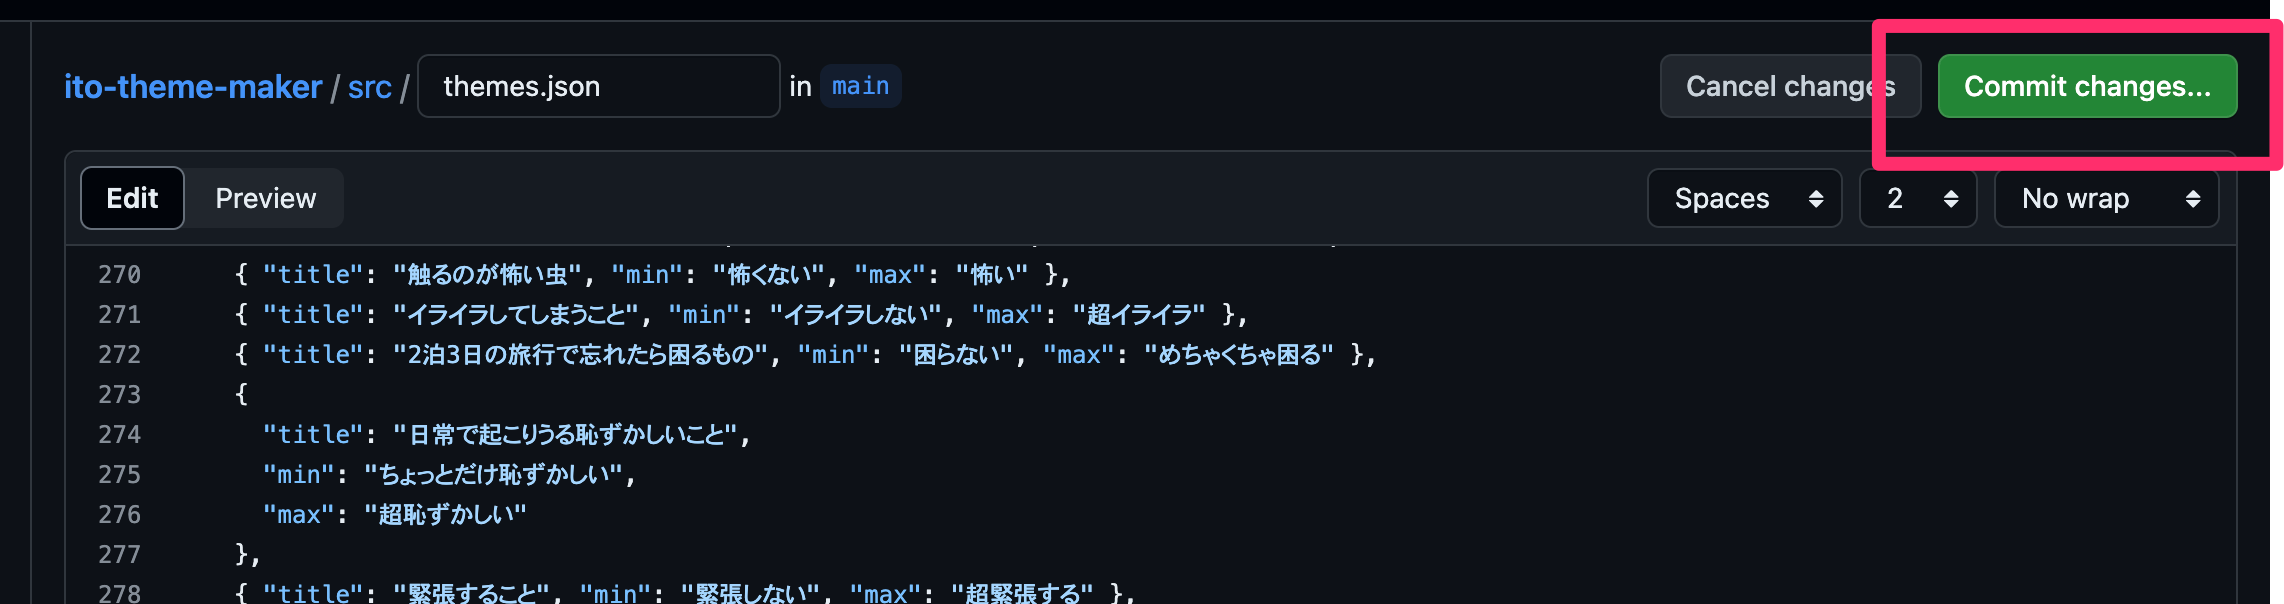 ito-theme-maker / src / themes.json in main Cancel changes Commit changes...
Edit Preview Spaces 2 No wrap
270 { "title": "触るのが怖い虫", "min": "怖くない", "max": "怖い" },
271 { "title": "イライラしてしまうこと", "min": "イライラしない", "max": "超イライラ" },
272 { "title": "2泊3日の旅行で忘れたら困るもの", "min": "困らない", "max": "めちゃくちゃ困る" },
273 {
274 "title": "日常で起こりうる恥ずかしいこと",
275 "min": "ちょっとだけ恥ずかしい",
276 "max": "超恥ずかしい"
277 },
278 { "title": "緊張すること", "min": "緊張しない", "max": "超緊張する" },